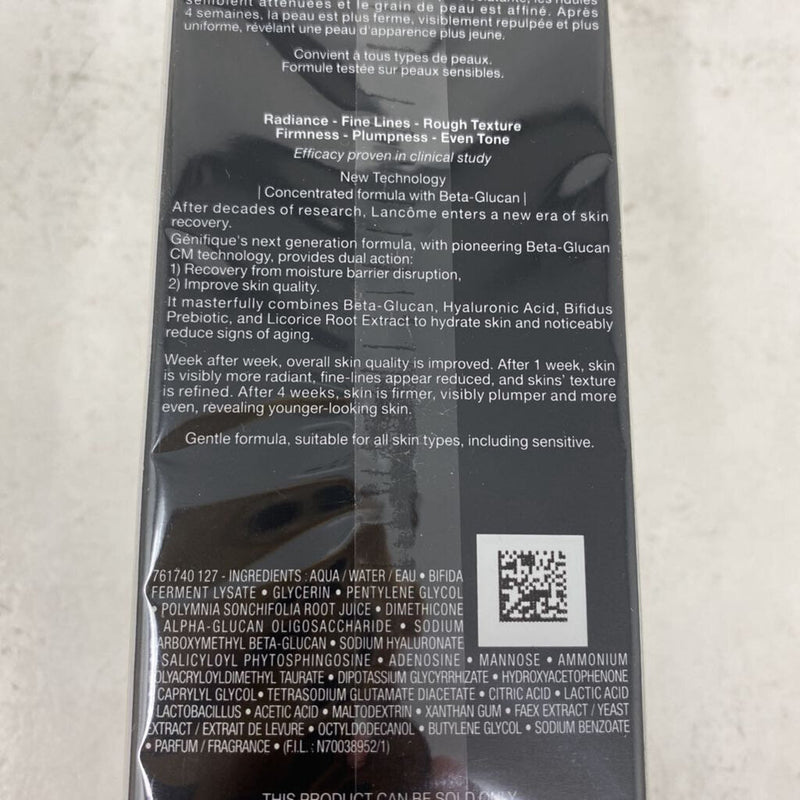 semblent atténuées et le grain de peau est affiné. Après
4 semaines, la peau est plus ferme, visiblement repulpée et plus
uniforme, révélant une peau d'apparence plus jeune.
Convient à tous types de peaux.
Formule testée sur peaux sensibles.
Radiance - Fine Lines - Rough Texture
Firmness - Plumpness - Even Tone
Efficacy proven in clinical study
New Technology
| Concentrated formula with Beta-Glucan |
After decades of research, Lancôme enters a new era of skin
recovery.
Génifique's next generation formula, with pioneering Beta-Glucan
CM technology, provides dual action:
1) Recovery from moisture barrier disruption,
2) Improve skin quality.
It masterfully combines Beta-Glucan, Hyaluronic Acid, Bifidus
Prebiotic, and Licorice Root Extract to hydrate skin and noticeably
reduce signs of aging.
Week after week, overall skin quality is improved. After 1 week, skin
is visibly more radiant, fine-lines appear reduced, and skins' texture
is refined. After 4 weeks, skin is firmer, visibly plumper and more
even, revealing younger-looking skin.
Gentle formula, suitable for all skin types, including sensitive.
761740 127 - INGREDIENTS : AQUA / WATER / EAU • BIFIDA
FERMENT LYSATE • GLYCERIN • PENTYLENE GLYCOL
• POLYMNIA SONCHIFOLIA ROOT JUICE • DIMETHICONE
ALPHA-GLUCAN OLIGOSACCHARIDE • SODIUM
ARBOXYMETHYL BETA-GLUCAN • SODIUM HYALURONATE
SALICYLOYL PHYTOSPHINGOSINE • ADENOSINE • MANNOSE • AMMONIUM
OLYACRYLOYLDIMETHYL TAURATE • DIPOTASSIUM GLYCYRRHIZATE • HYDROXYACETOPHENONE
CAPRYLYL GLYCOL • TETRASODIUM GLUTAMATE DIACETATE • CITRIC ACID • LACTIC ACID
LACTOBACILLUS • ACETIC ACID • MALTODEXTRIN • XANTHAN GUM • FAEX EXTRACT / YEAST
EXTRACT / EXTRAIT DE LEVURE • OCTYLDODECANOL • BUTYLENE GLYCOL • SODIUM BENZOATE
• PARFUM / FRAGRANCE • (F.I.L. : N70038952/1)
THIS PRODUCT CAN BE SOLD ONLY